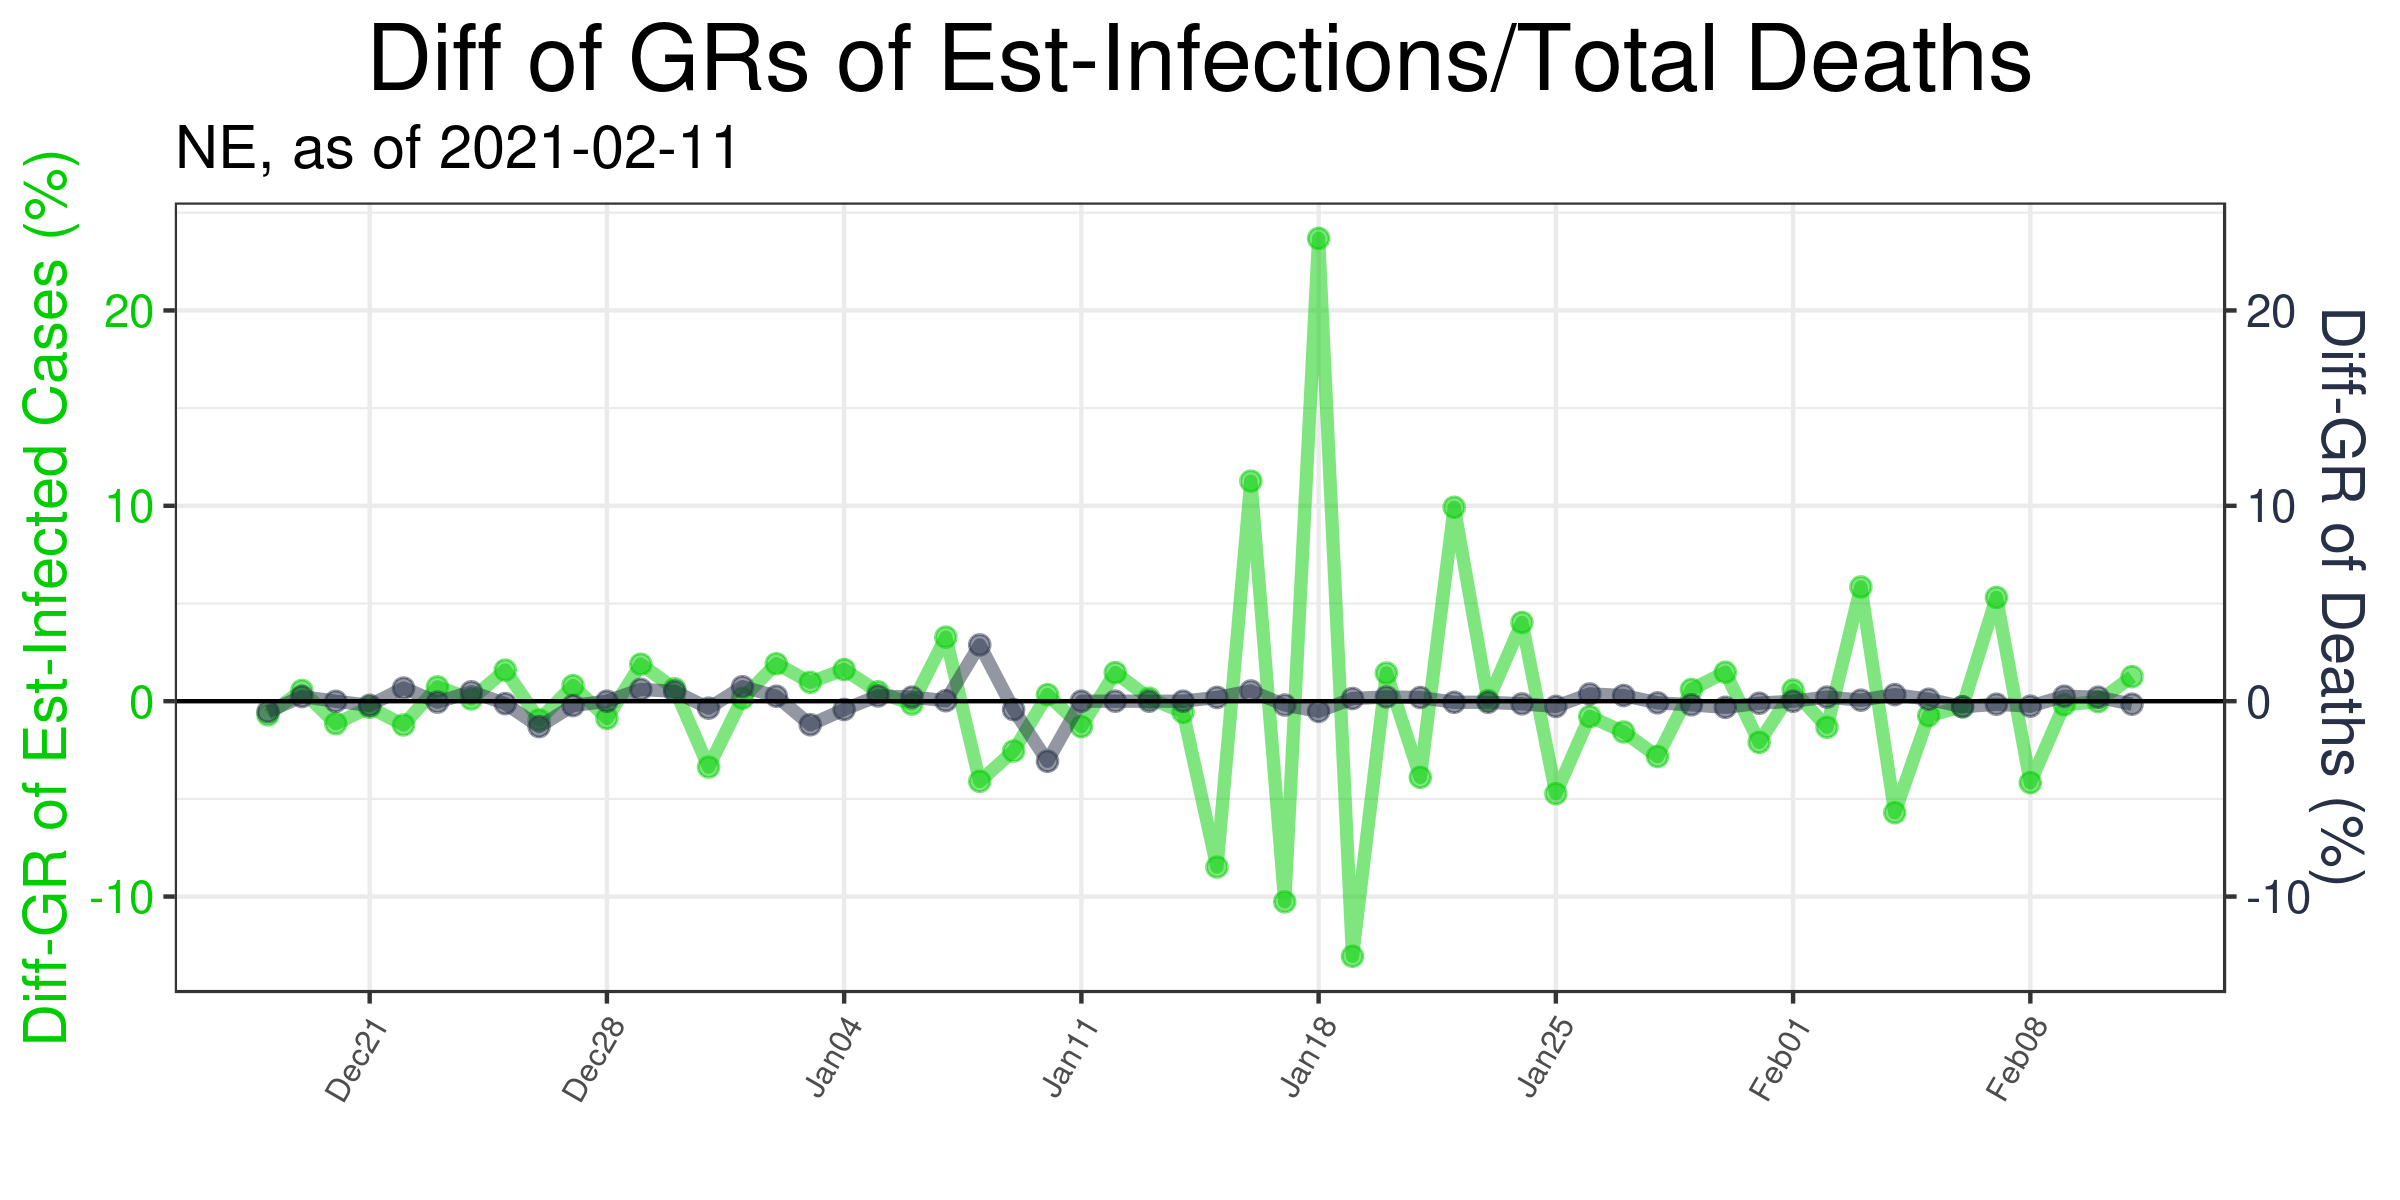 Diff of GRs of Est-Infections/Total Deaths
NE, as of 2021-02-11
Diff-GR of Est-Infected Cases (%)
20
10
0
-10
20
10
0
-10
Diff-GR of Deaths (%)
Dec21
Dec28
Jan04
Jan11
Jan18
Jan25
Feb01
Feb08